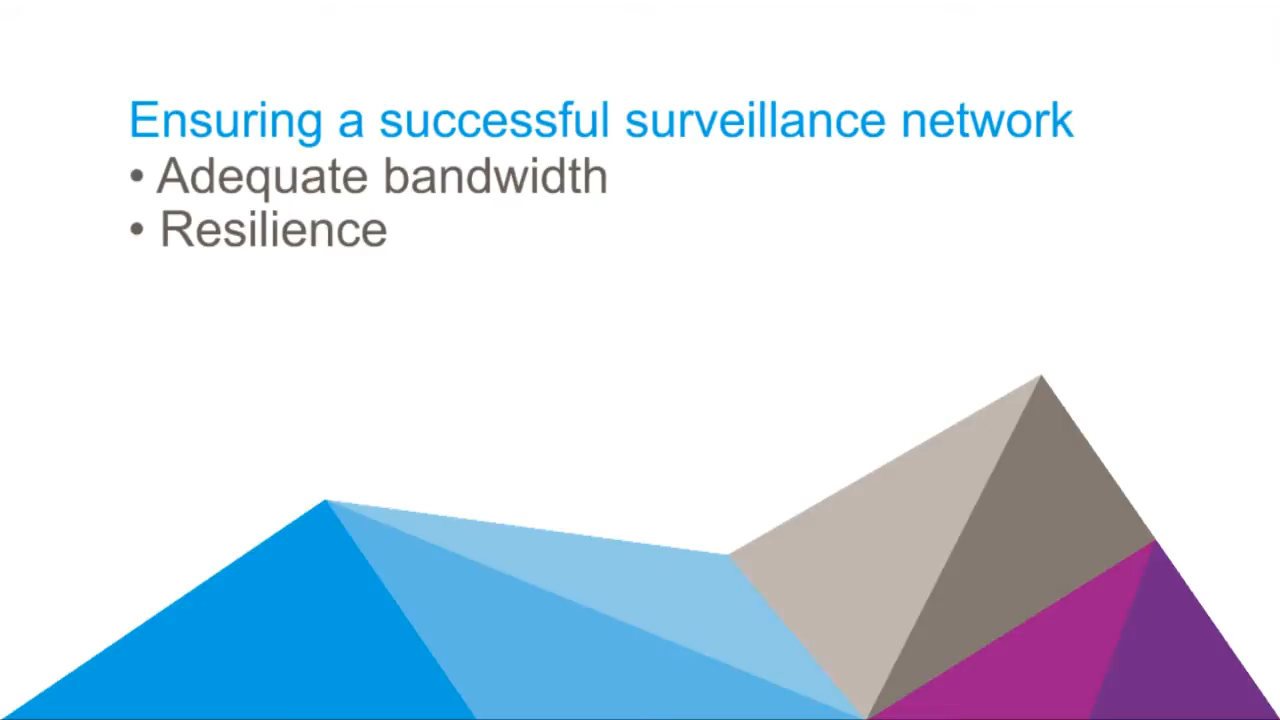 Ensuring a successful surveillance network
• Adequate bandwidth
• Resilience